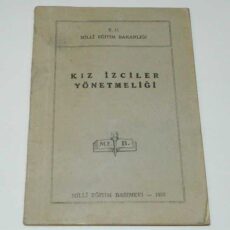 T. C.
MİLLÎ EĞİTİM BAKANLIĞI
KIZ İZCİLER
YÖNETMELİĞİ
M. E. B.
MİLLÎ EĞİTİM BASIMEVİ —